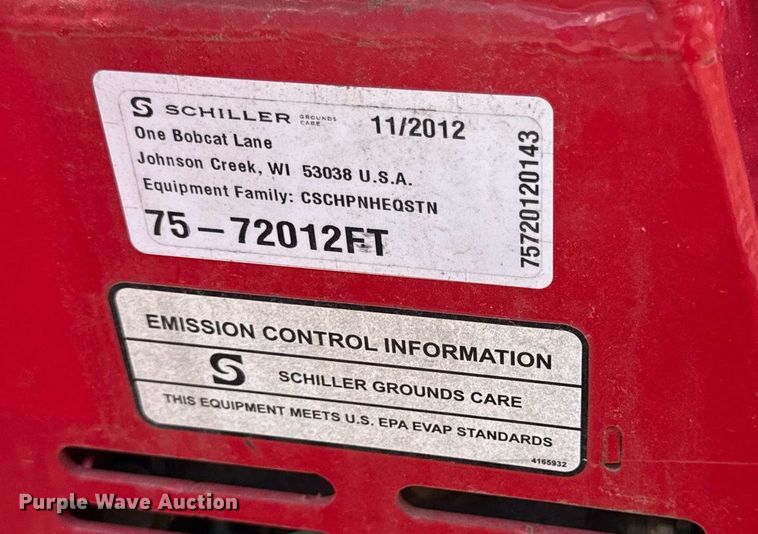 S SCHILLER GROUNDS CARE 11/2012
One Bobcat Lane
Johnson Creek, WI 53038 U.S.A.
Equipment Family: CSCHPNHEQSTN
75-72012FT
75720120143
EMISSION CONTROL INFORMATION
S SCHILLER GROUNDS CARE
THIS EQUIPMENT MEETS U.S. EPA EVAP STANDARDS
4165932
Purple Wave Auction